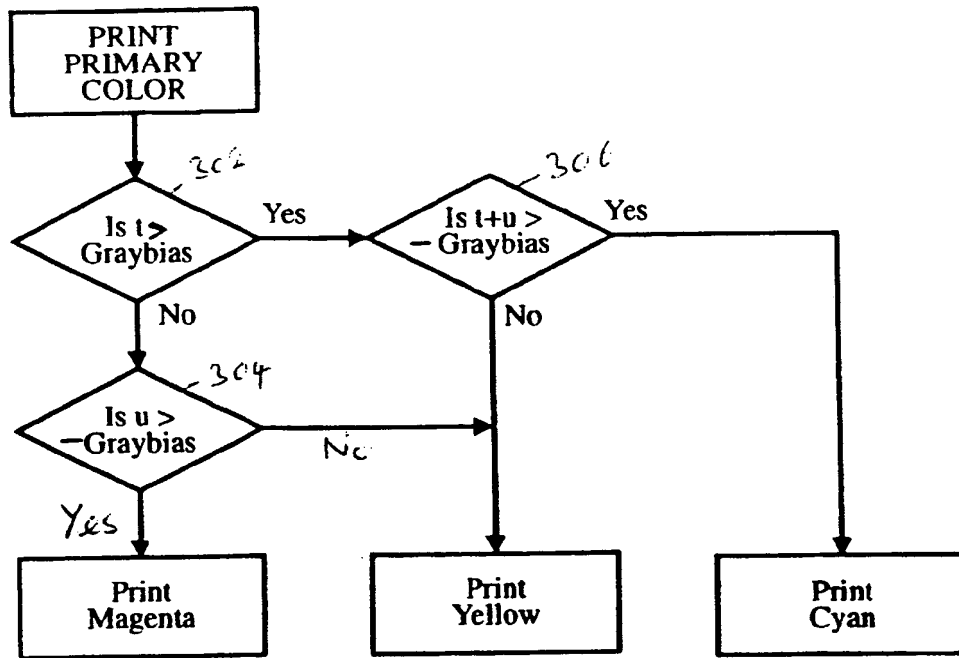 PRINT
PRIMARY
COLOR
302
306
Is t >
Graybias
Yes
Is t+u >
– Graybias
Yes
No
No
304
Is u >
–Graybias
No
Yes
Print
Magenta
Print
Yellow
Print
Cyan